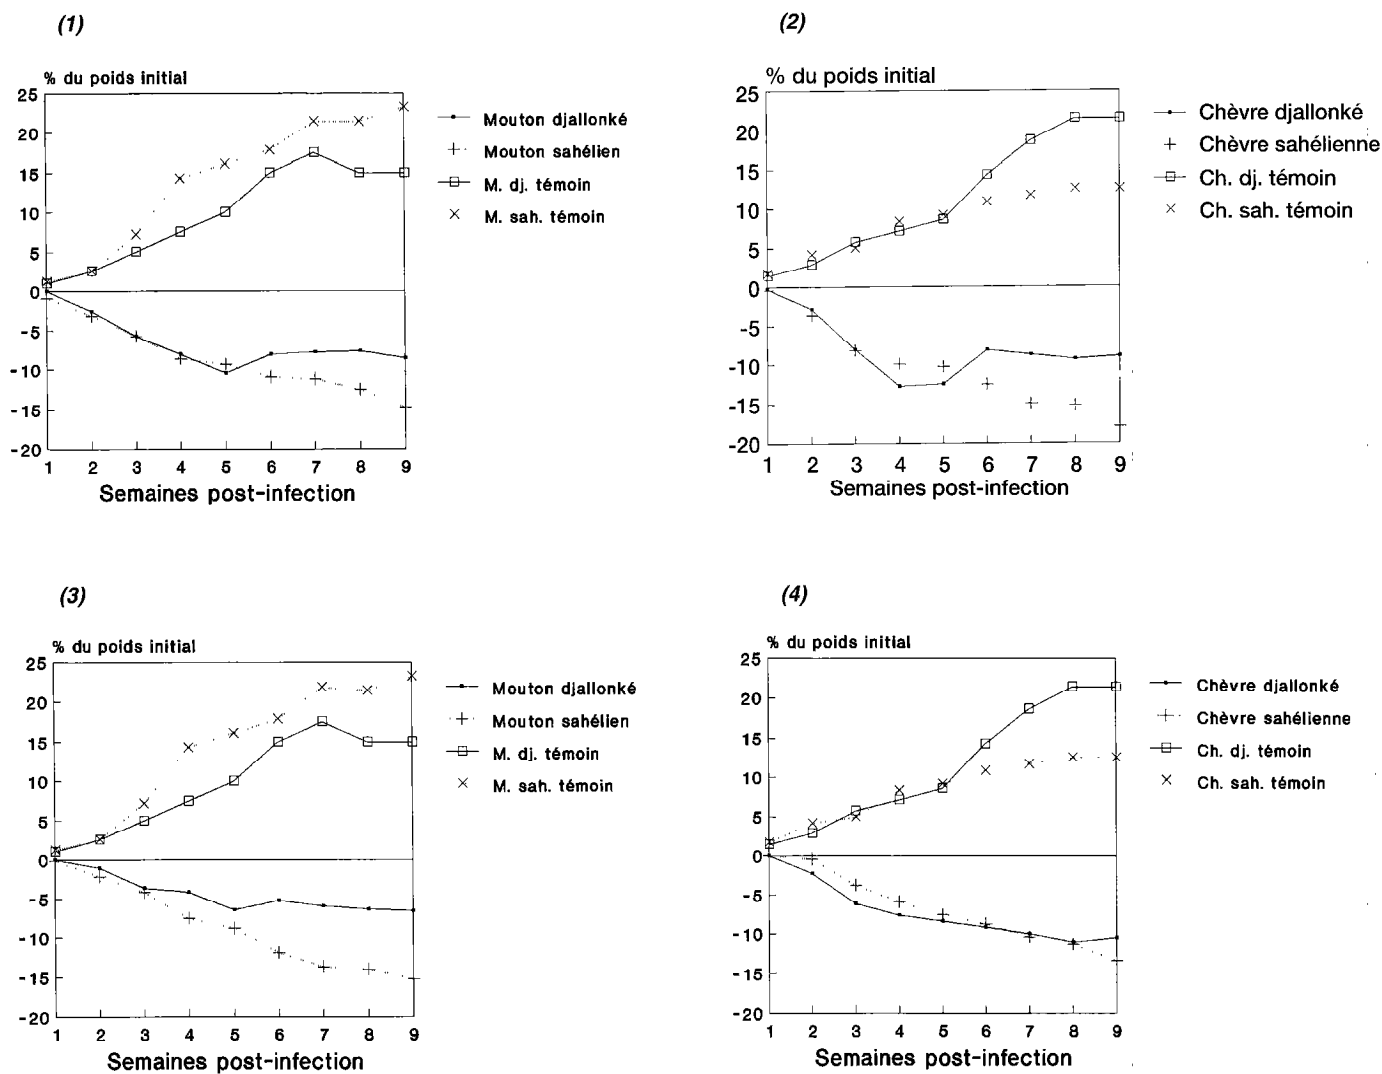 (1)
% du poids initial
25
20
15
10
5
0
-5
-10
-15
-20
1 2 3 4 5 6 7 8 9
Semaines post-infection
Mouton djallonké
Mouton sahélien
M. dj. témoin
M. sah. témoin
(2)
% du poids initial
25
20
15
10
5
0
-5
-10
-15
-20
1 2 3 4 5 6 7 8 9
Semaines post-infection
Chèvre djallonké
Chèvre sahélienne
Ch. dj. témoin
Ch. sah. témoin
(3)
% du poids initial
25
20
15
10
5
0
-5
-10
-15
-20
1 2 3 4 5 6 7 8 9
Semaines post-infection
Mouton djallonké
Mouton sahélien
M. dj. témoin
M. sah. témoin
(4)
% du poids initial
25
20
15
10
5
0
-5
-10
-15
-20
1 2 3 4 5 6 7 8 9
Semaines post-infection
Chèvre djallonké
Chèvre sahélienne
Ch. dj. témoin
Ch. sah. témoin